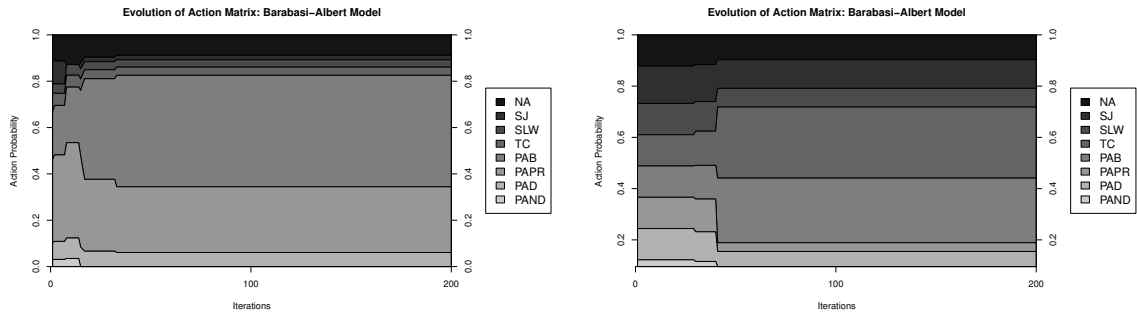 Evolution of Action Matrix: Barabasi−Albert Model
Action Probability
1.0
0.8
0.6
0.4
0.2
0.0
1.0
0.8
0.6
0.4
0.2
0.0
0
100
200
Iterations
NA
SJ
SLW
TC
PAB
PAPR
PAD
PAND
Evolution of Action Matrix: Barabasi−Albert Model
Action Probability
1.0
0.8
0.6
0.4
0.2
1.0
0.8
0.6
0.4
0.2
0
100
200
Iterations
NA
SJ
SLW
TC
PAB
PAPR
PAD
PAND